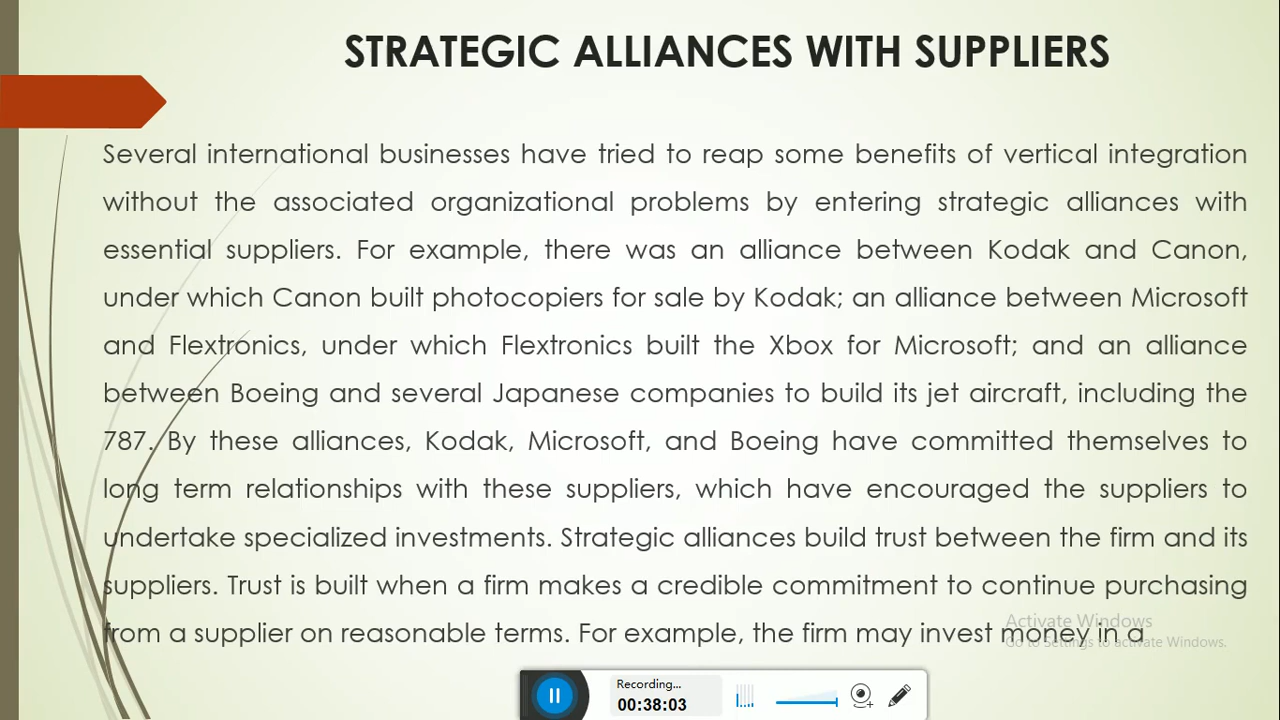 STRATEGIC ALLIANCES WITH SUPPLIERS
Several international businesses have tried to reap some benefits of vertical integration
without the associated organizational problems by entering strategic alliances with
essential suppliers. For example, there was an alliance between Kodak and Canon,
under which Canon built photocopiers for sale by Kodak; an alliance between Microsoft
and Flextronics, under which Flextronics built the Xbox for Microsoft; and an alliance
between Boeing and several Japanese companies to build its jet aircraft, including the
787. By these alliances, Kodak, Microsoft, and Boeing have committed themselves to
long term relationships with these suppliers, which have encouraged the suppliers to
undertake specialized investments. Strategic alliances build trust between the firm and its
suppliers. Trust is built when a firm makes a credible commitment to continue purchasing
from a supplier on reasonable terms. For example, the firm may invest money in a
Activate Windows
Go to Settings to activate Windows.
Recording...
00:38:03